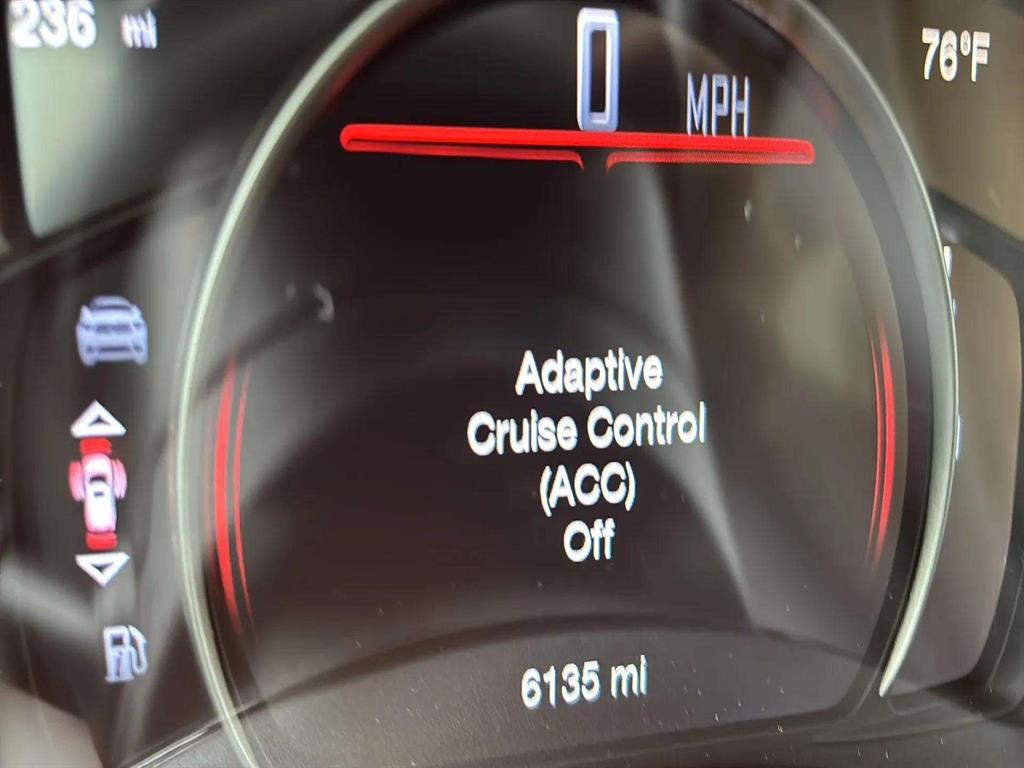 236 mi
0 MPH
76°F
Adaptive
Cruise Control
(ACC)
Off
6135 mi